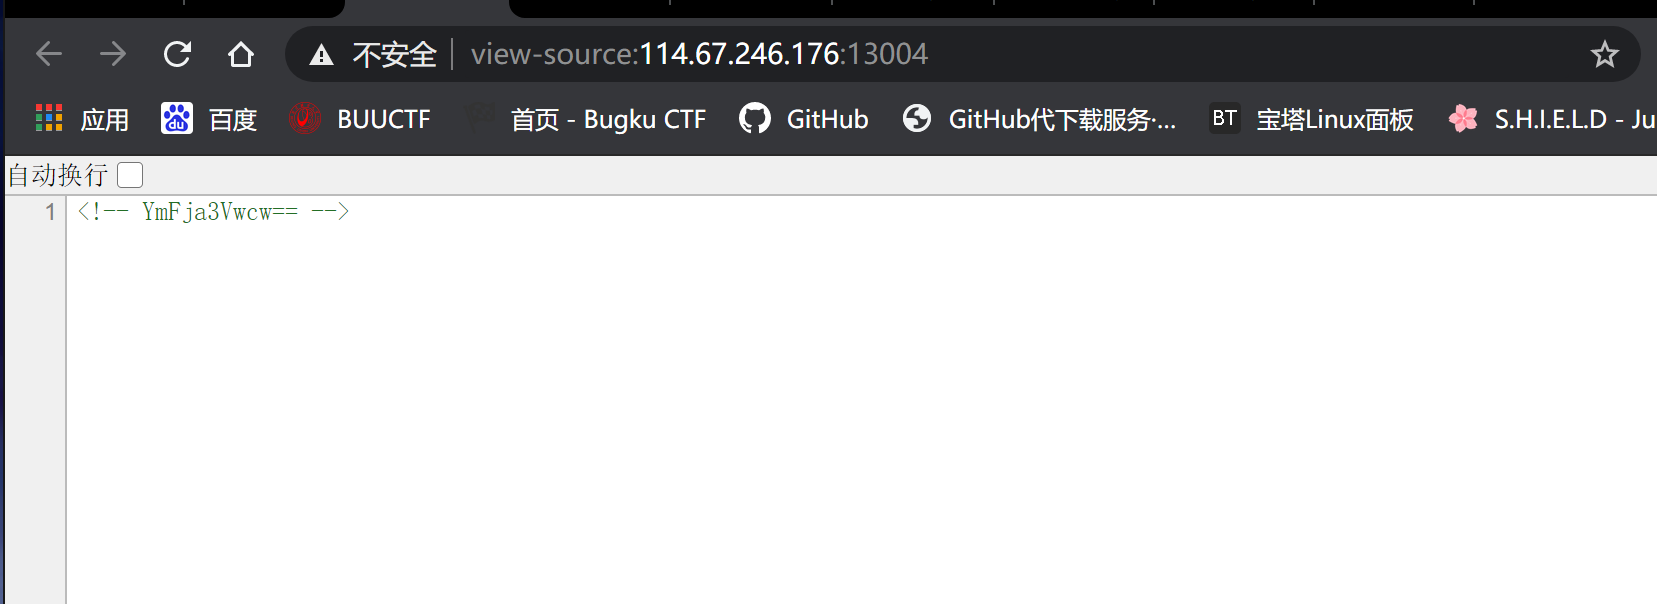 不安全 view-source:114.67.246.176:13004
应用 百度 BUUCTF 首页 - Bugku CTF GitHub GitHub代下载服务·... BT 宝塔Linux面板 S.H.I.E.L.D - Ju
自动换行
1 <!-- YmFja3Vwcw== -->